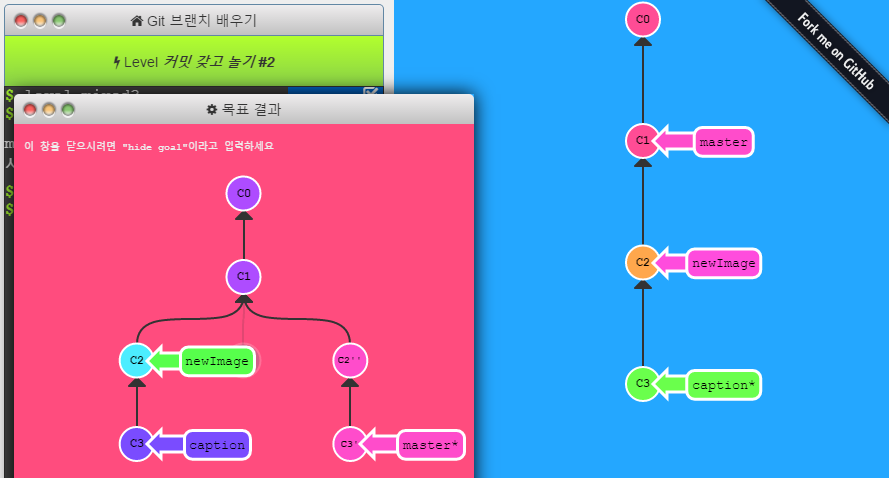 Git 브랜치 배우기
Level 커밋 갖고 놀기 #2
$ level mixed2
$
목표 결과
이 창을 닫으시려면 "hide goal"이라고 입력하세요
$
$
C0
C1
C2
newImage
C2''
C3
caption
C3'
master*
C0
C1
master
C2
newImage
C3
caption*
Fork me on GitHub